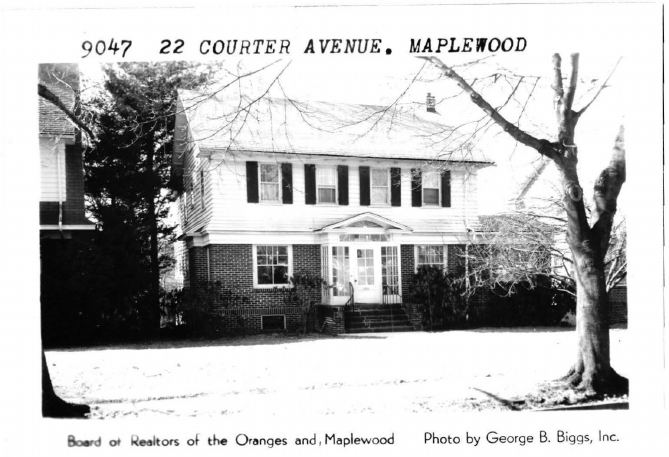 9047 22 COURTER AVENUE. MAPLEWOOD
Board of Realtors of the Oranges and, Maplewood Photo by George B. Biggs, Inc.